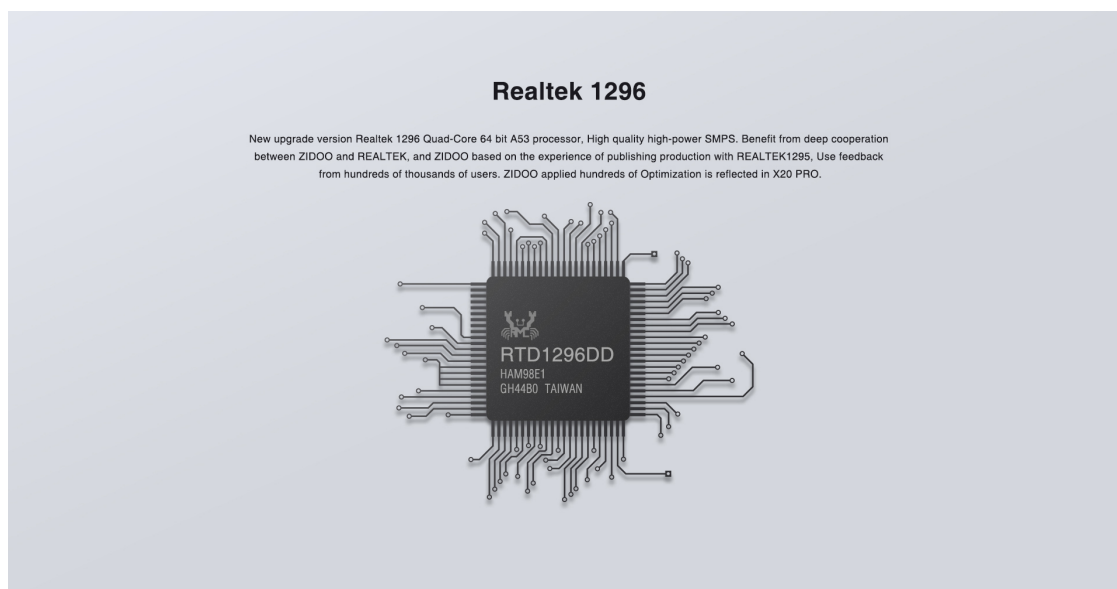 Realtek 1296
New upgrade version Realtek 1296 Quad-Core 64 bit A53 processor, High quality high-power SMPS. Benefit from deep cooperation
between ZIDOO and REALTEK, and ZIDOO based on the experience of publishing production with REALTEK1295, Use feedback
from hundreds of thousands of users. ZIDOO applied hundreds of Optimization is reflected in X20 PRO.
RTD1296DD
HAM98E1
GH44B0 TAIWAN